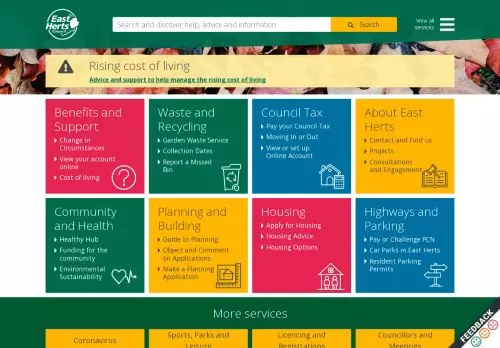 East
Herts
Council
Search and discover help, advice and information
Search
View all
services
Rising cost of living
Advice and support to help manage the rising cost of living
Benefits and
Support
Change in
Circumstances
View your account
online
Cost of living
Waste and
Recycling
Garden Waste Service
Collection Dates
Report a Missed
Bin
Council Tax
Pay your Council Tax
Moving In or Out
View or set up
Online Account
About East
Herts
Contact and Find us
Projects
Consultations
and Engagement
Community
and Health
Healthy Hub
Funding for the
community
Environmental
Sustainability
Planning and
Building
Guide to Planning
Object and Comment
on Applications
Make a Planning
Application
Housing
Apply for Housing
Housing Advice
Housing Options
Highways and
Parking
Pay or Challenge PCN
Car Parks in East Herts
Resident Parking
Permits
More services
Coronavirus
Sports, Parks and
Leisure
Licencing and
Registrations
Councillors and
Meetings
FEEDBACK